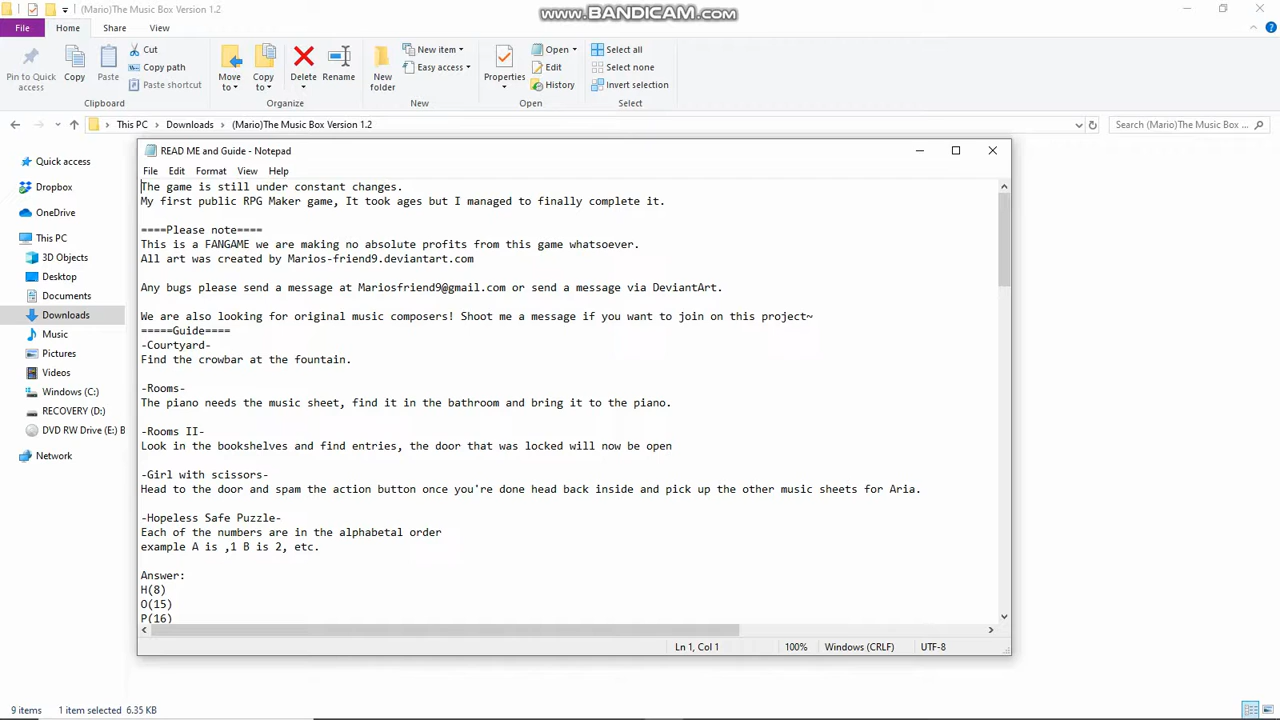 (Mario)The Music Box Version 1.2
WWW.BANDICAM.COM
File Home Share View
Pin to Quick access
Copy
Paste
Cut
Copy path
Paste shortcut
Clipboard
Move to
Copy to
Delete
Rename
Organize
New folder
New item
Easy access
New
Properties
Open
Edit
History
Open
Select all
Select none
Invert selection
Select
This PC > Downloads > (Mario)The Music Box Version 1.2
Search (Mario)The Music Box ...
Quick access
Dropbox
OneDrive
This PC
3D Objects
Desktop
Documents
Downloads
Music
Pictures
Videos
Windows (C:)
RECOVERY (D:)
DVD RW Drive (E:) B
Network
READ ME and Guide - Notepad
File Edit Format View Help
The game is still under constant changes.
My first public RPG Maker game, It took ages but I managed to finally complete it.
====Please note====
This is a FANGAME we are making no absolute profits from this game whatsoever.
All art was created by Marios-friend9.deviantart.com
Any bugs please send a message at Mariosfriend9@gmail.com or send a message via DeviantArt.
We are also looking for original music composers! Shoot me a message if you want to join on this project~
=====Guide====
-Courtyard-
Find the crowbar at the fountain.
-Rooms-
The piano needs the music sheet, find it in the bathroom and bring it to the piano.
-Rooms II-
Look in the bookshelves and find entries, the door that was locked will now be open
-Girl with scissors-
Head to the door and spam the action button once you're done head back inside and pick up the other music sheets for Aria.
-Hopeless Safe Puzzle-
Each of the numbers are in the alphabetal order
example A is ,1 B is 2, etc.
Answer:
H(8)
O(15)
P(16)
Ln 1, Col 1
100%
Windows (CRLF)
UTF-8
9 items
1 item selected 6.35 KB